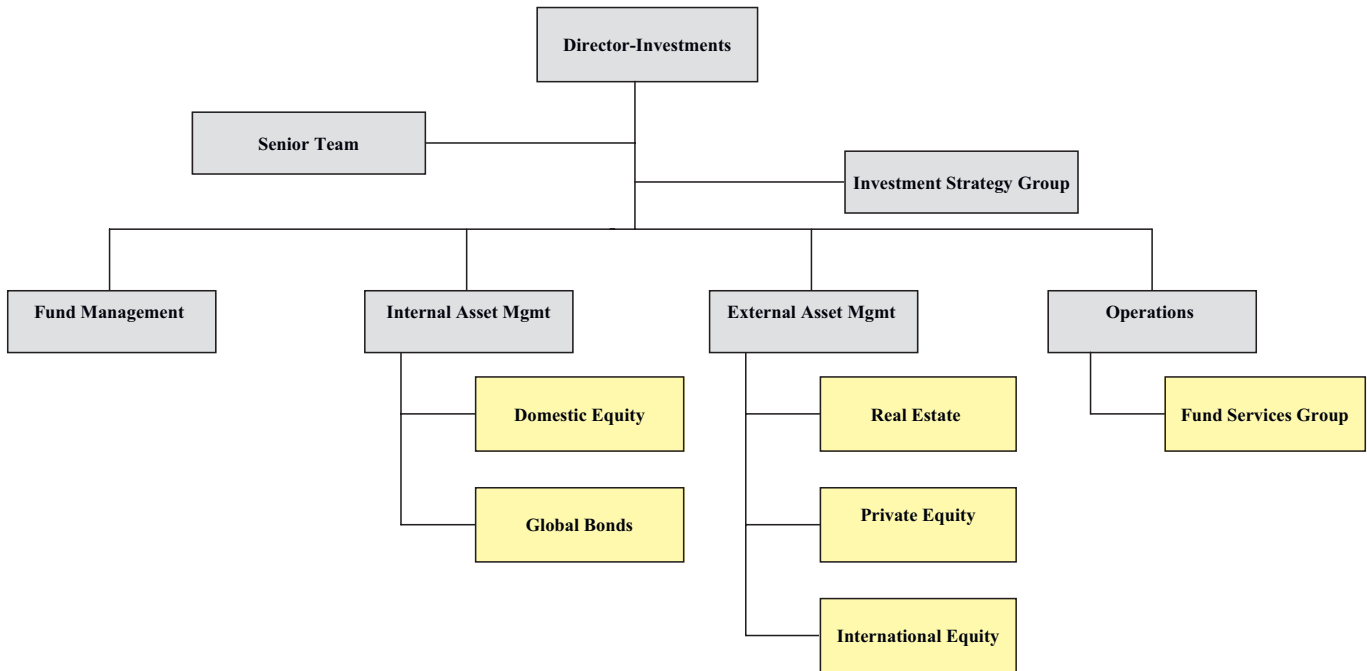 Director-Investments
Senior Team
Investment Strategy Group
Fund Management
Internal Asset Mgmt
External Asset Mgmt
Operations
Domestic Equity
Real Estate
Fund Services Group
Global Bonds
Private Equity
International Equity